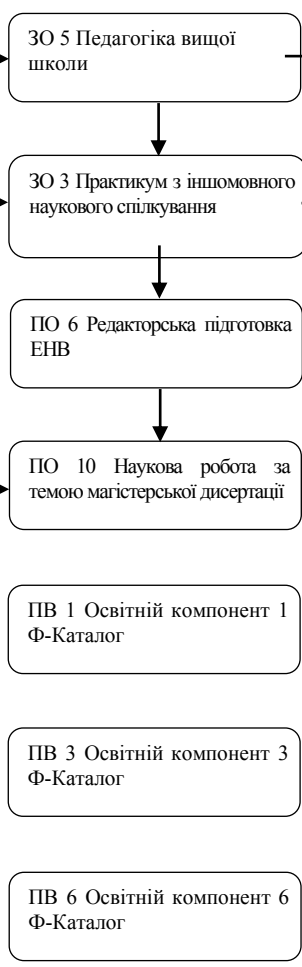 ЗО 5 Педагогіка вищої
школи
ЗО 3 Практикум з іншомовного
наукового спілкування
ПО 6 Редакторська підготовка
ЕНВ
ПО 10 Наукова робота за
темою магістерської дисертації
ПВ 1 Освітній компонент 1
Ф-Каталог
ПВ 3 Освітній компонент 3
Ф-Каталог
ПВ 6 Освітній компонент 6
Ф-Каталог